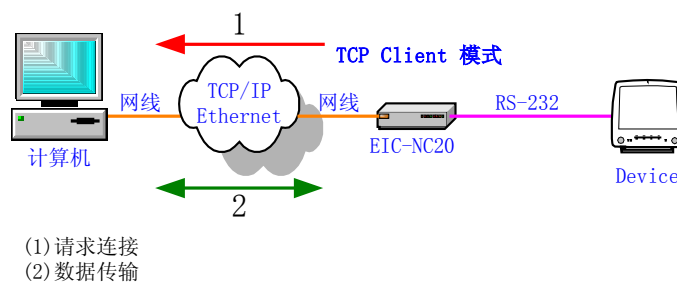 1
TCP Client 模式
TCP/IP
Ethernet
网线
网线
RS-232
计算机
EIC-NC20
Device
2
(1)请求连接
(2)数据传输